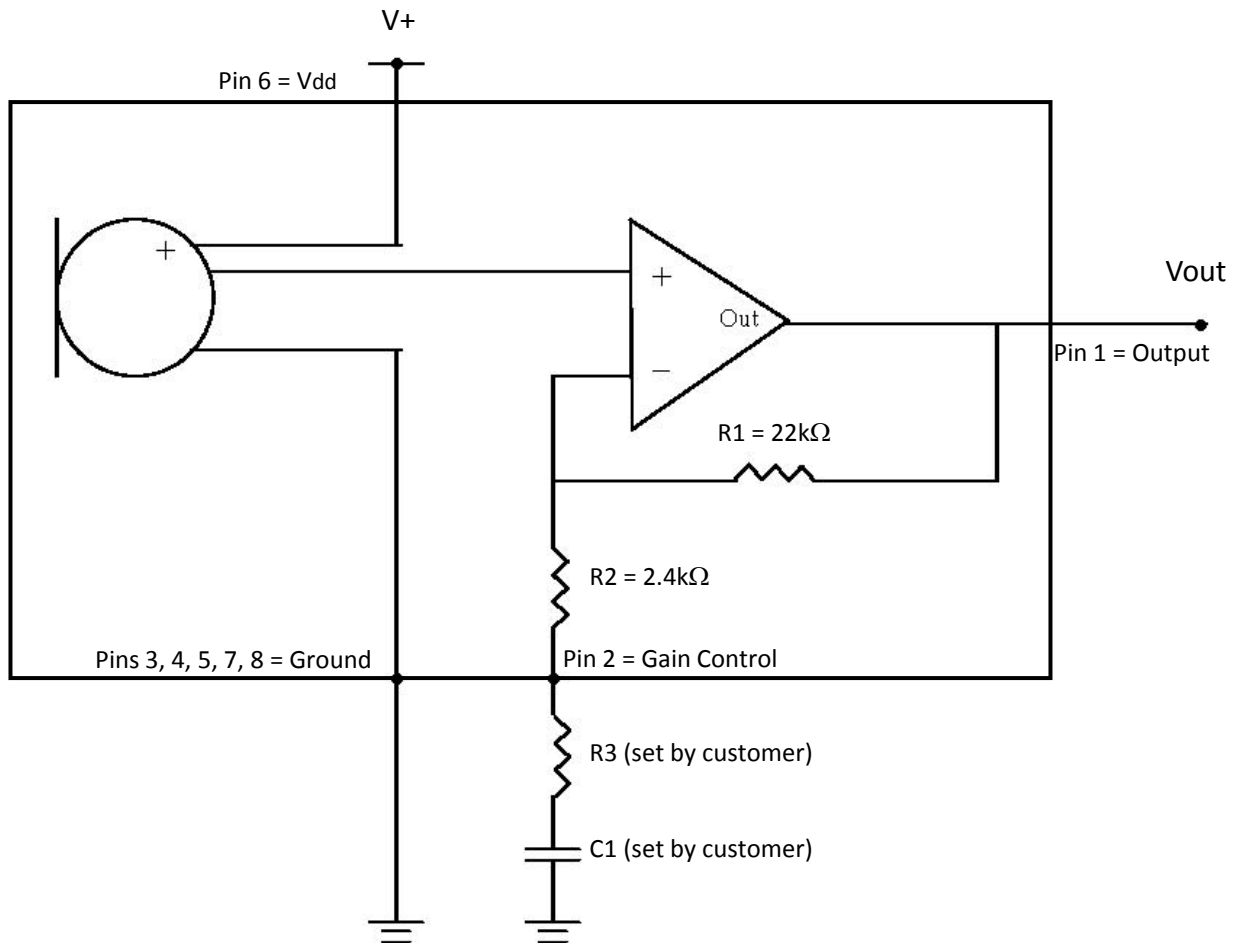 V+
Pin 6 = Vdd
+
+
Out
−
Vout
Pin 1 = Output
R1 = 22kΩ
R2 = 2.4kΩ
Pins 3, 4, 5, 7, 8 = Ground
Pin 2 = Gain Control
R3 (set by customer)
C1 (set by customer)